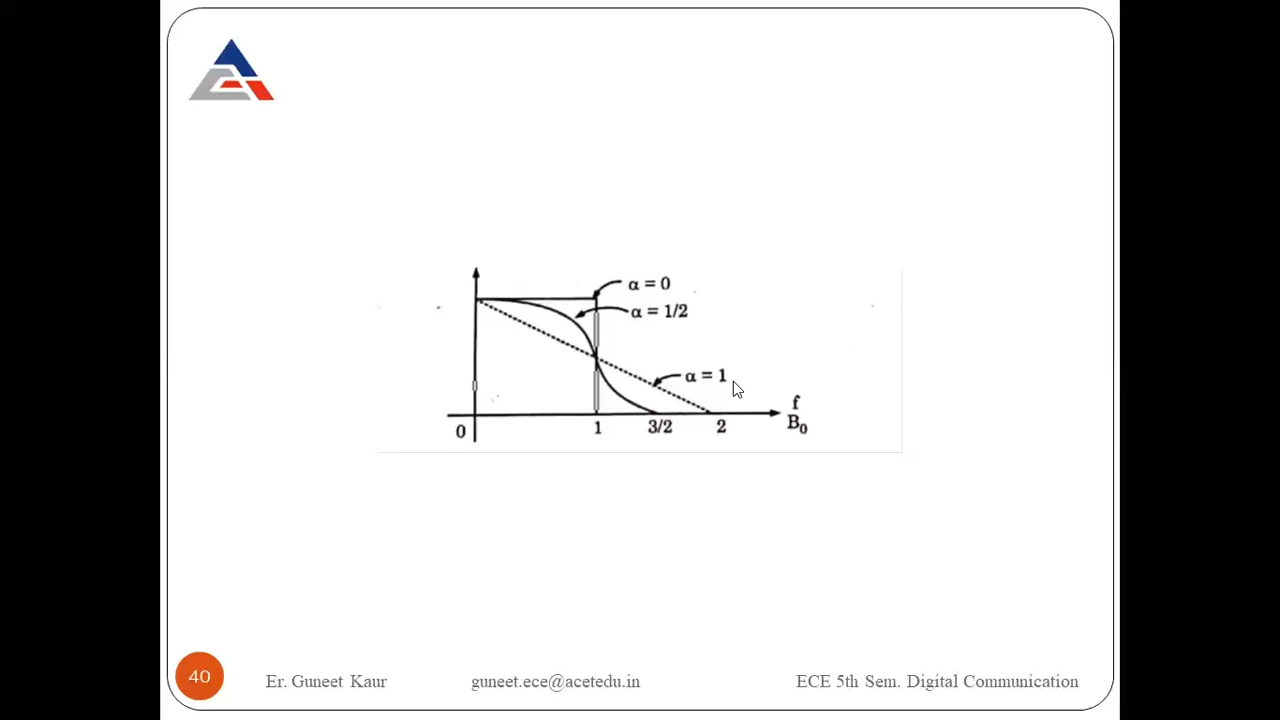 α = 0
α = 1/2
α = 1
f
0 1 3/2 2 B₀
40 Er. Guneet Kaur guneet.ece@acetedu.in ECE 5th Sem. Digital Communication